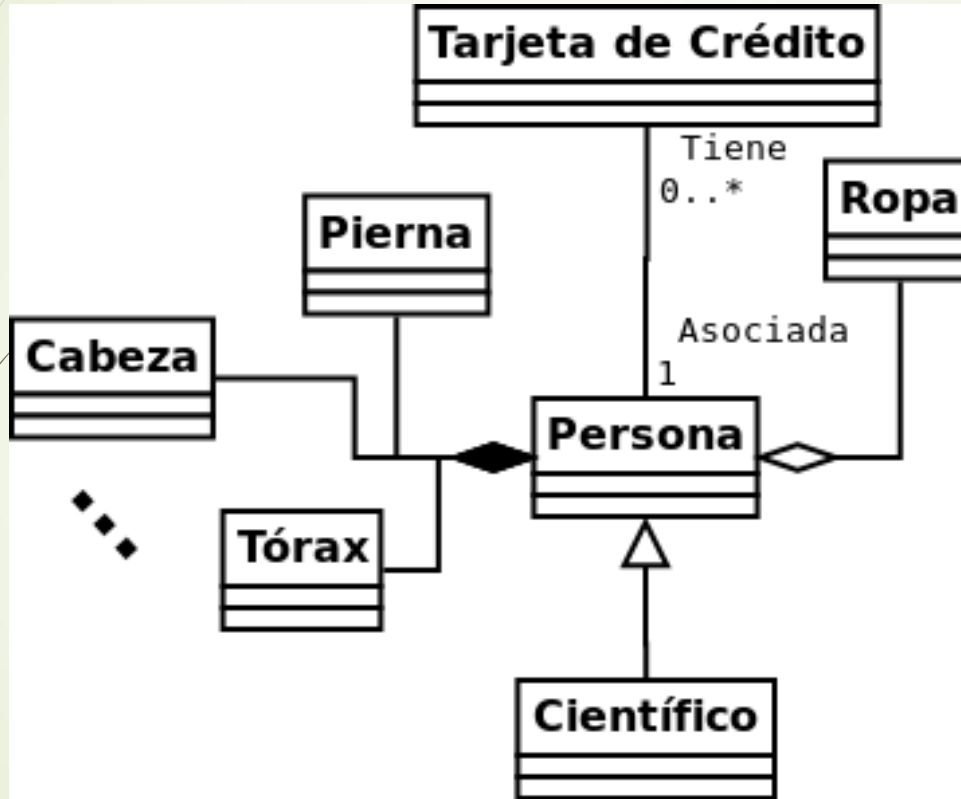 Tarjeta de Crédito
Tiene
0..*
Ropa
Pierna
Cabeza
Asociada
1
Persona
Tórax
Científico